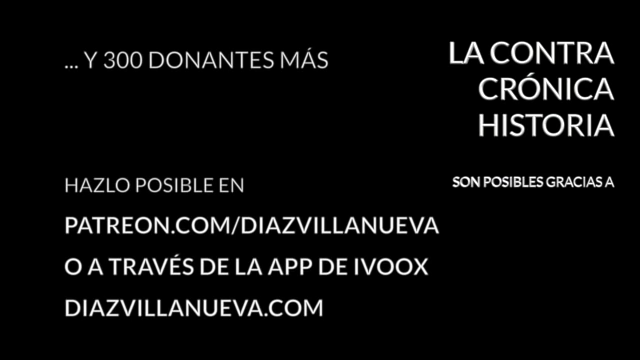 ... Y 300 DONANTES MÁS
HAZLO POSIBLE EN
PATREON.COM/DIAZVILLANUEVA
O A TRAVÉS DE LA APP DE IVOOX
DIAZVILLANUEVA.COM
LA CONTRA
CRÓNICA
HISTORIA
SON POSIBLES GRACIAS A